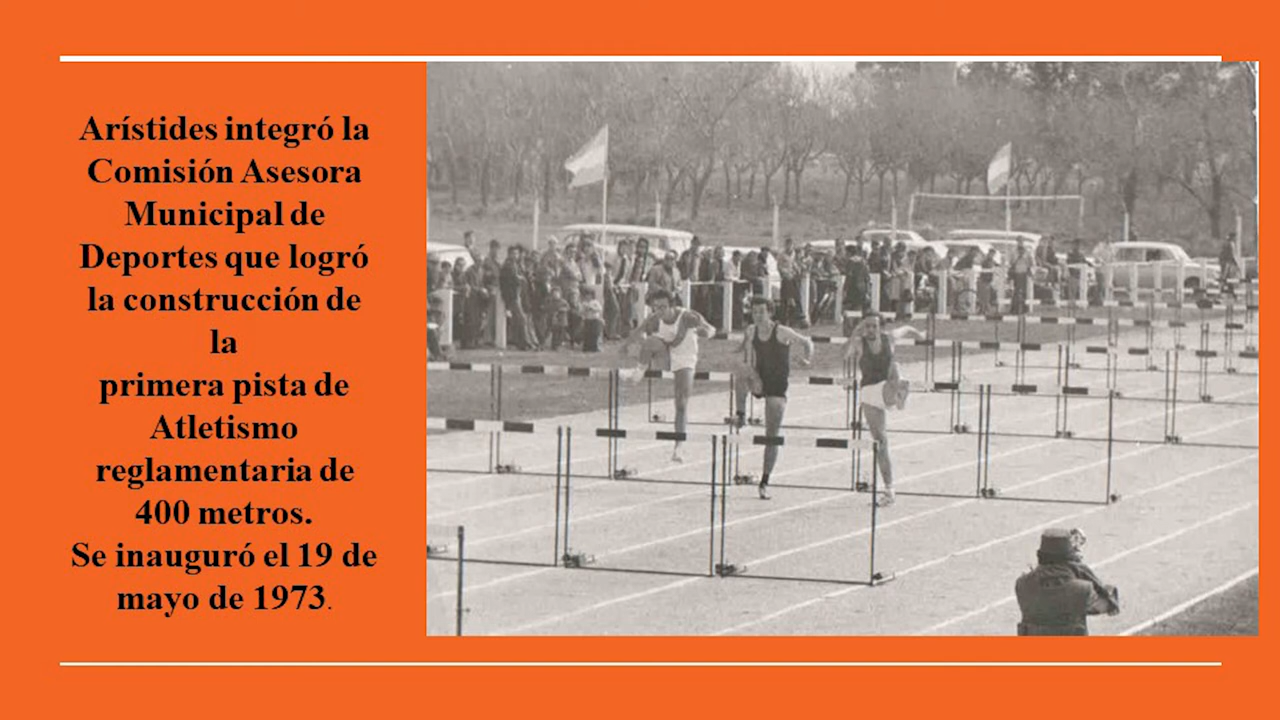 Arístides integró la
Comisión Asesora
Municipal de
Deportes que logró
la construcción de
la
primera pista de
Atletismo
reglamentaria de
400 metros.
Se inauguró el 19 de
mayo de 1973.